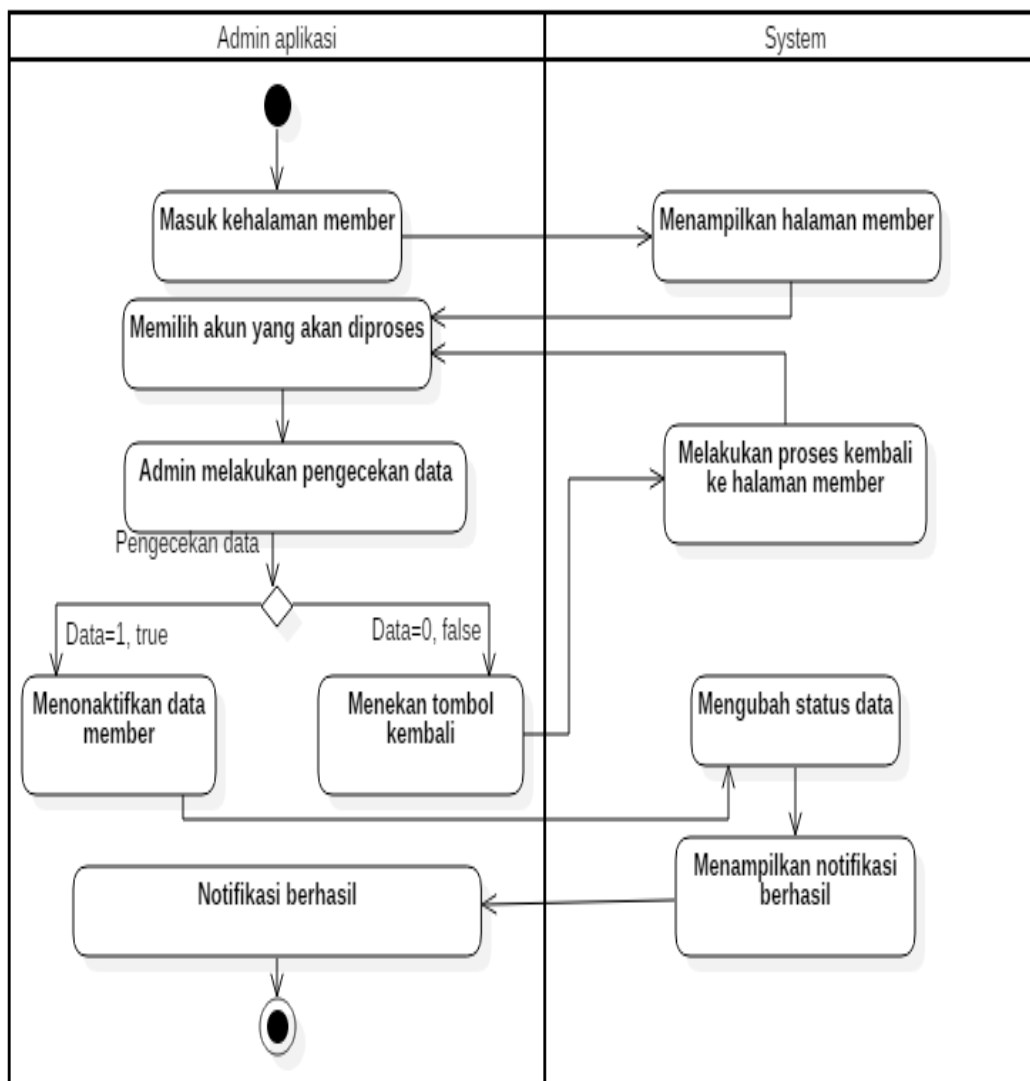 Admin aplikasi
System
Masuk kehalaman member
Menampilkan halaman member
Memilih akun yang akan diproses
Admin melakukan pengecekan data
Melakukan proses kembali
ke halaman member
Pengecekan data
Data=1, true
Data=0, false
Menonaktifkan data
member
Menekan tombol
kembali
Mengubah status data
Menampilkan notifikasi
berhasil
Notifikasi berhasil